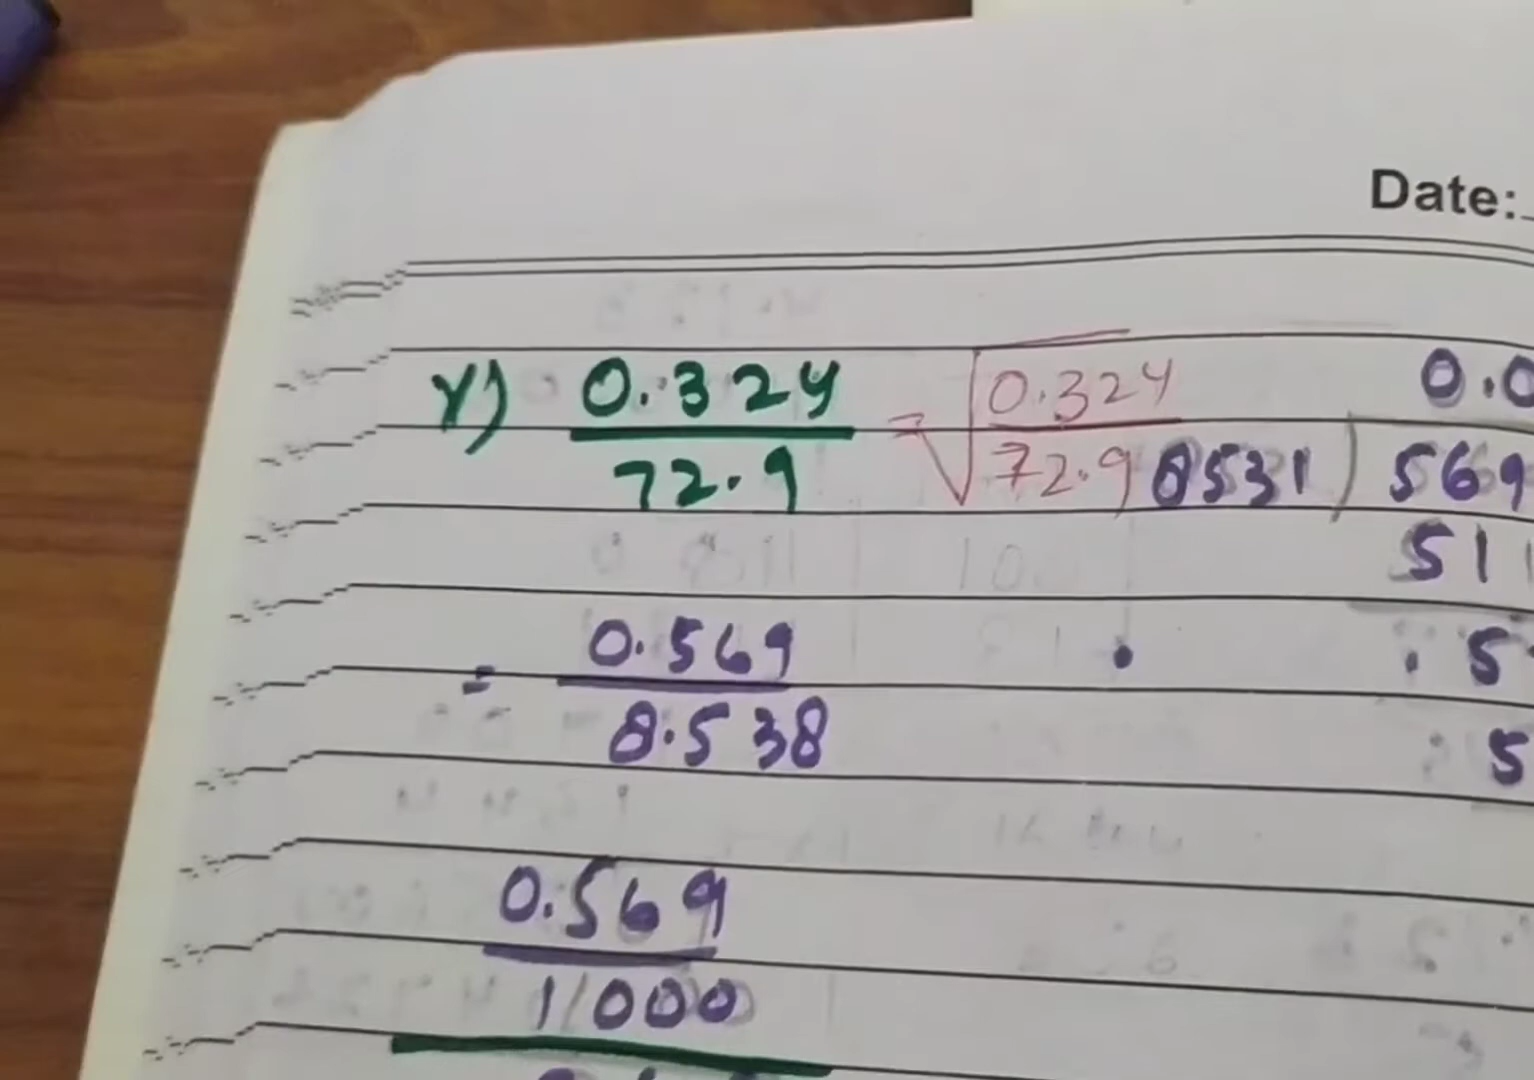 Date:
v) 0.324 = √ 0.324 0.0
72.9 72.9 8531 ) 569
511
0.569 . 5
= 8.538 5
0.569
1000